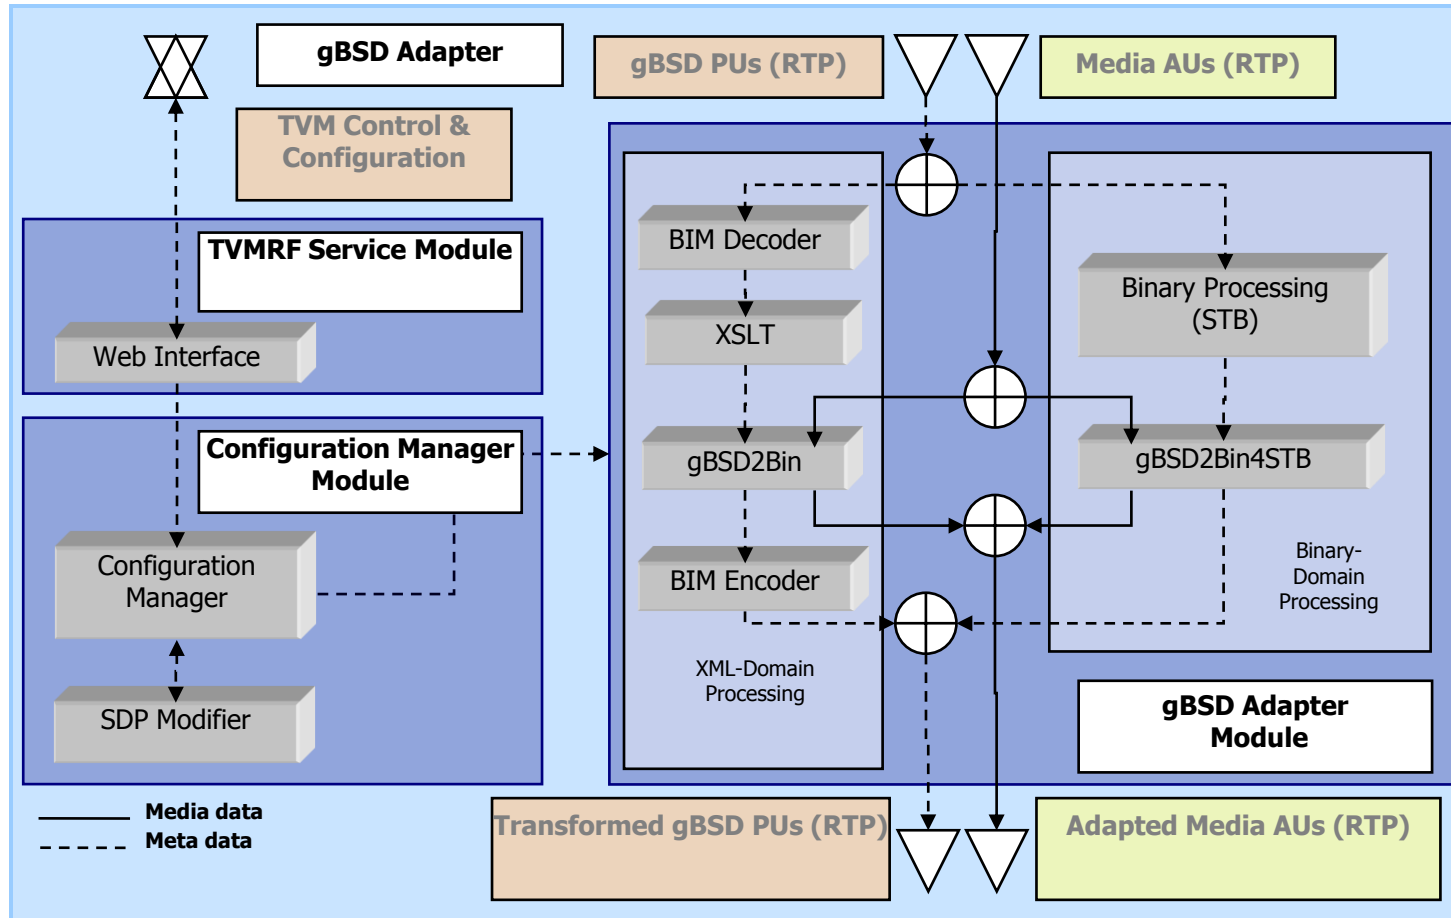 gBSD Adapter
gBSD PUs (RTP)
Media AUs (RTP)
TVM Control &
Configuration
TVMRF Service Module
Web Interface
Configuration Manager
Module
Configuration
Manager
SDP Modifier
BIM Decoder
XSLT
gBSD2Bin
BIM Encoder
XML-Domain
Processing
Binary Processing
(STB)
gBSD2Bin4STB
Binary-
Domain
Processing
gBSD Adapter
Module
Media data
Meta data
Transformed gBSD PUs (RTP)
Adapted Media AUs (RTP)